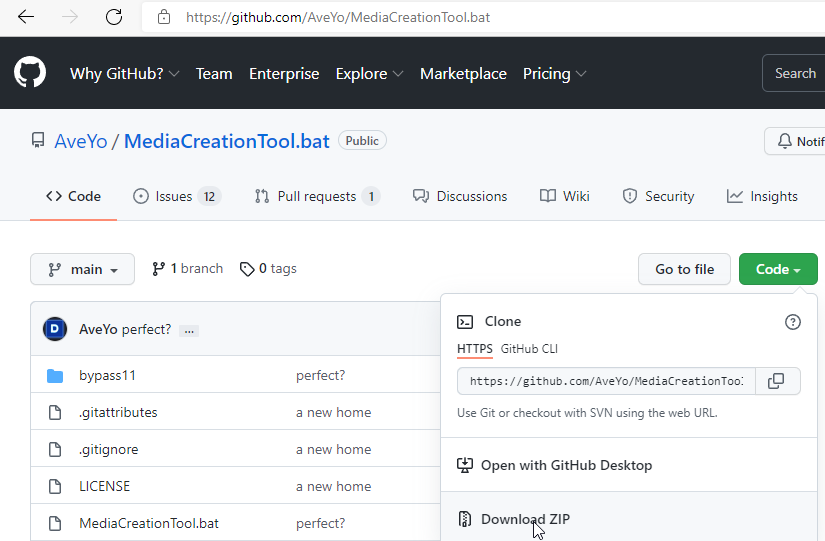 https://github.com/AveYo/MediaCreationTool.bat
Why GitHub? Team Enterprise Explore Marketplace Pricing Search
AveYo / MediaCreationTool.bat Public Notif
Code Issues 12 Pull requests 1 Discussions Wiki Security Insights
main 1 branch 0 tags Go to file Code
AveYo perfect? ...
bypass11 perfect?
.gitattributes a new home
.gitignore a new home
LICENSE a new home
MediaCreationTool.bat perfect?
Clone
HTTPS GitHub CLI
https://github.com/AveYo/MediaCreationTool
Use Git or checkout with SVN using the web URL.
Open with GitHub Desktop
Download ZIP